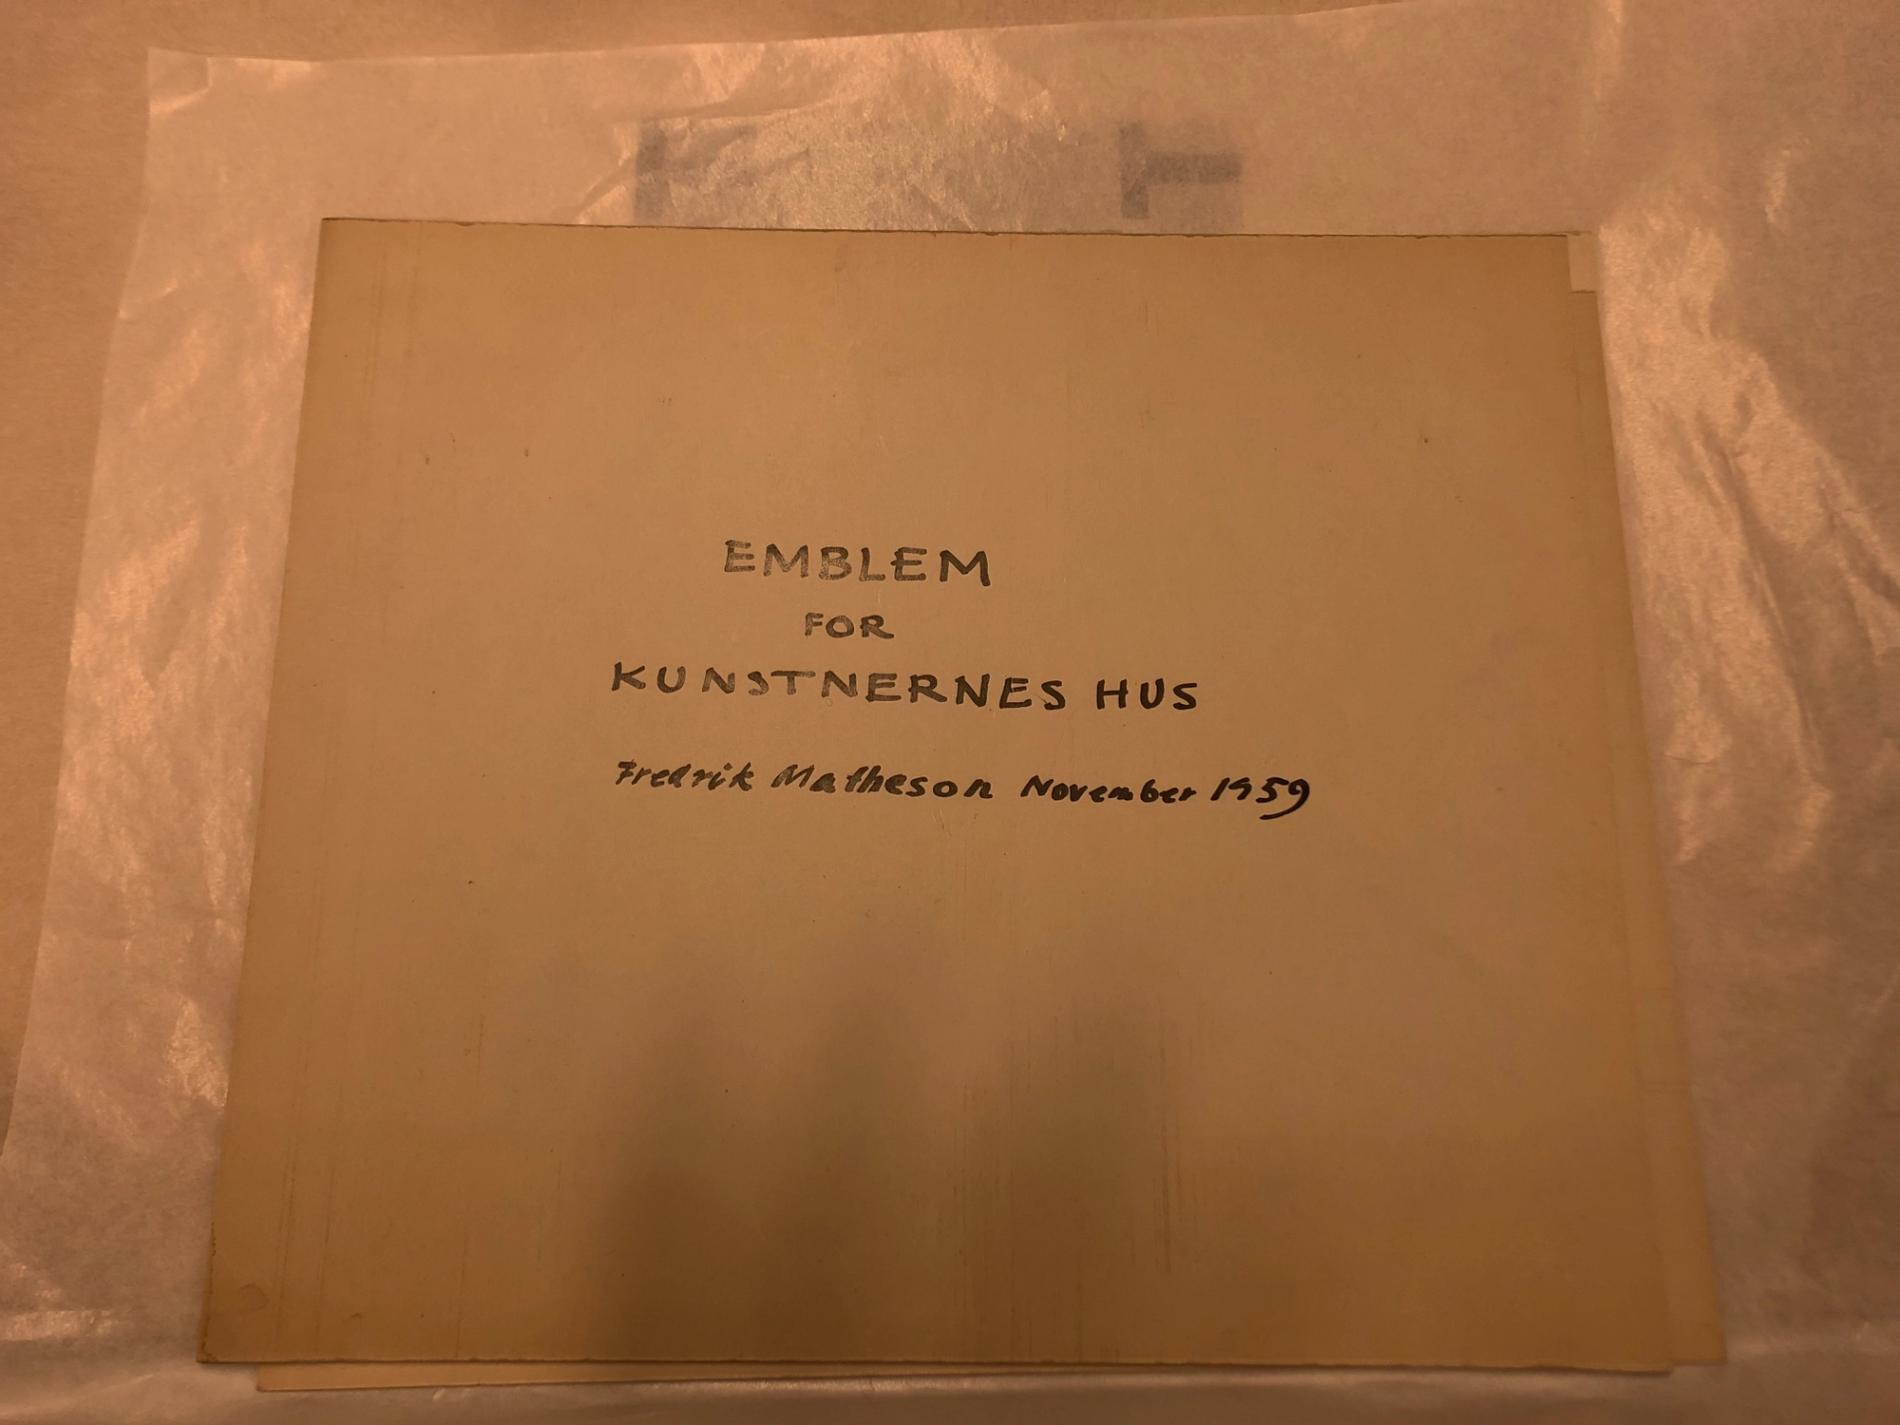 EMBLEM
FOR
KUNSTNERNES HUS
Fredrik Matheson November 1959